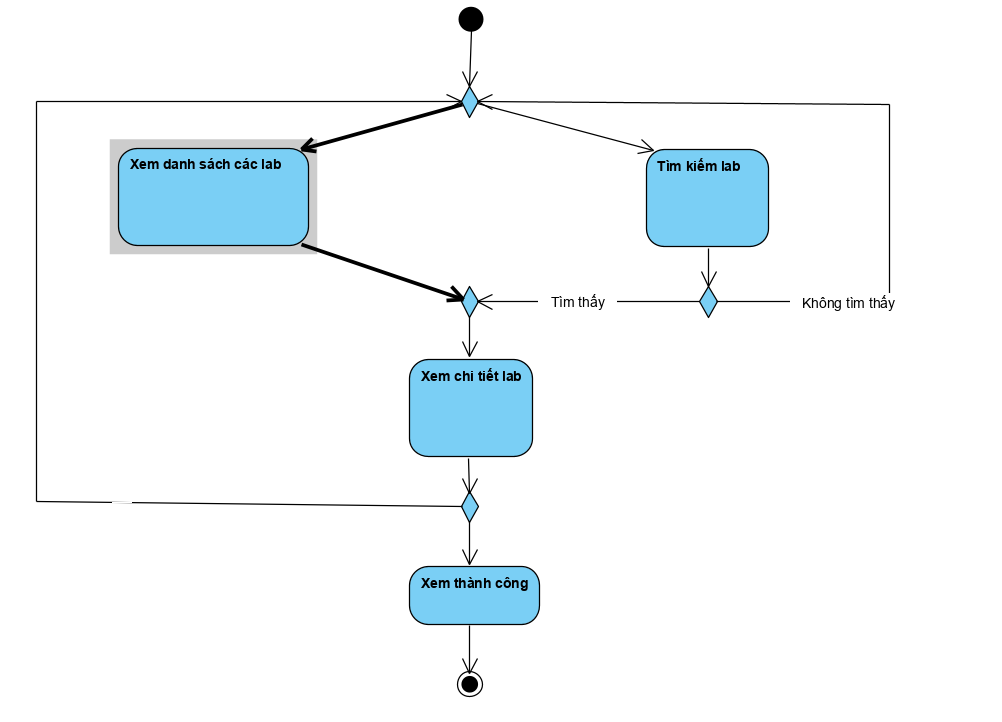 Xem danh sách các lab
Tìm kiếm lab
Tìm thấy
Không tìm thấy
Xem chi tiết lab
Xem thành công